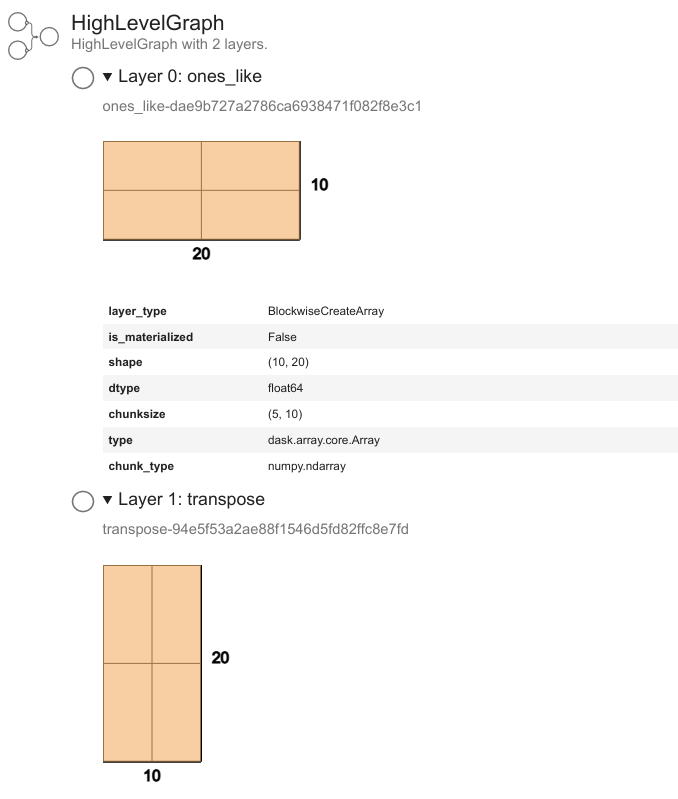 HighLevelGraph
HighLevelGraph with 2 layers.
▼ Layer 0: ones_like
ones_like-dae9b727a2786ca6938471f082f8e3c1
10
20
layer_type BlockwiseCreateArray
is_materialized False
shape (10, 20)
dtype float64
chunksize (5, 10)
type dask.array.core.Array
chunk_type numpy.ndarray
▼ Layer 1: transpose
transpose-94e5f53a2ae88f1546d5fd82ffc8e7fd
20
10